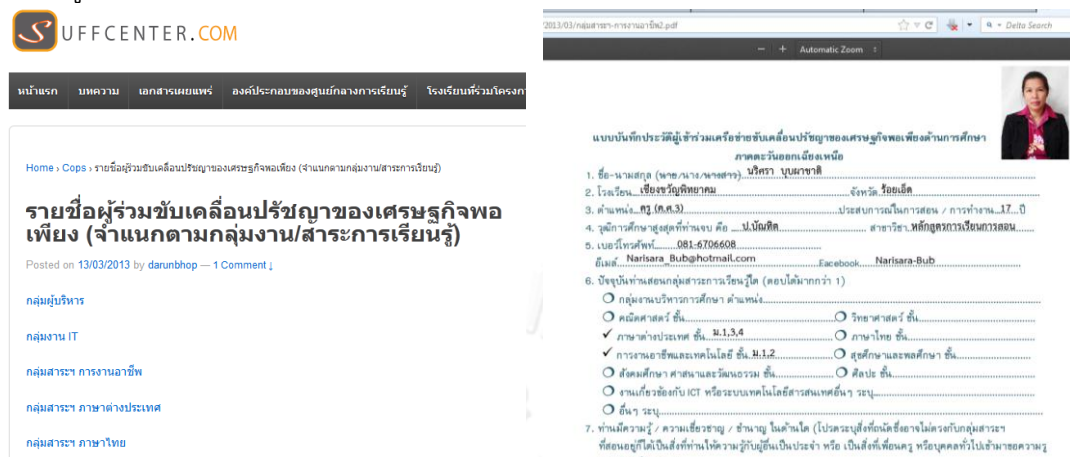 SUFFCENTER.COM
หน้าแรก บทความ เอกสารเผยแพร่ องค์ประกอบของศูนย์กลางการเรียนรู้ โรงเรียนที่ร่วมโครงกา
Home › Cops › รายชื่อผู้ร่วมขับเคลื่อนปรัชญาของเศรษฐกิจพอเพียง (จำแนกตามกลุ่มงาน/สาระการเรียนรู้)
รายชื่อผู้ร่วมขับเคลื่อนปรัชญาของเศรษฐกิจพอ
เพียง (จำแนกตามกลุ่มงาน/สาระการเรียนรู้)
Posted on 13/03/2013 by darunbhop — 1 Comment ↓
กลุ่มผู้บริหาร
กลุ่มงาน IT
กลุ่มสาระฯ การงานอาชีพ
กลุ่มสาระฯ ภาษาต่างประเทศ
กลุ่มสาระฯ ภาษาไทย
/2013/03/กลุ่มสาระฯ-การงานอาชีพ2.pdf Delta Search
− + Automatic Zoom
แบบบันทึกประวัติผู้เข้าร่วมเครือข่ายขับเคลื่อนปรัชญาของเศรษฐกิจพอเพียงด้านการศึกษา
ภาคตะวันออกเฉียงเหนือ
1. ชื่อ-นามสกุล (นาย/นาง/นางสาว) นริศรา บุบผาชาติ
2. โรงเรียน เชียงขวัญพิทยาคม จังหวัด ร้อยเอ็ด
3. ตำแหน่ง ครู (ค.ศ.3) ประสบการณ์ในการสอน / การทำงาน 17 ปี
4. วุฒิการศึกษาสูงสุดที่ท่านจบ คือ ป.บัณฑิต สาขาวิชา หลักสูตรการเรียนการสอน
5. เบอร์โทรศัพท์ 081-6706608
อีเมล์ Narisara_Bub@hotmail.com Facebook Narisara-Bub
6. ปัจจุบันท่านสอนกลุ่มสาระการเรียนรู้ใด (ตอบได้มากกว่า 1)
กลุ่มงานบริหารการศึกษา ตำแหน่ง
คณิตศาสตร์ ชั้น วิทยาศาสตร์ ชั้น
✓ ภาษาต่างประเทศ ชั้น ม.1,3,4 ภาษาไทย ชั้น
✓ การงานอาชีพและเทคโนโลยี ชั้น ม.1,2 สุขศึกษาและพลศึกษา ชั้น
สังคมศึกษา ศาสนาและวัฒนธรรม ชั้น ศิลปะ ชั้น
งานเกี่ยวข้องกับ ICT หรือระบบเทคโนโลยีสารสนเทศอื่นๆ ระบุ
อื่นๆ ระบุ
7. ท่านมีความรู้ / ความเชี่ยวชาญ / ชำนาญ ในด้านใด (โปรดระบุสิ่งที่ถนัดซึ่งอาจไม่ตรงกับกลุ่มสาระฯ
ที่สอนอยู่ก็ได้เป็นสิ่งที่ท่านให้ความรู้กับผู้อื่นเป็นประจำ หรือ เป็นสิ่งที่เพื่อนครู หรือบุคคลทั่วไปเข้ามาขอความรู้